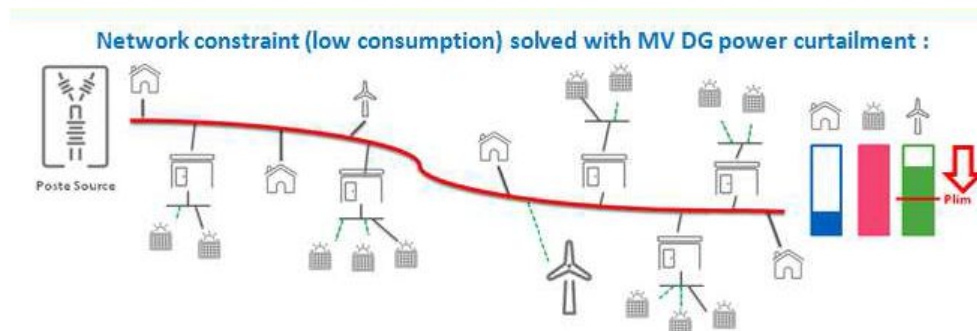 Network constraint (low consumption) solved with MV DG power curtailment :
Poste Source
Plim